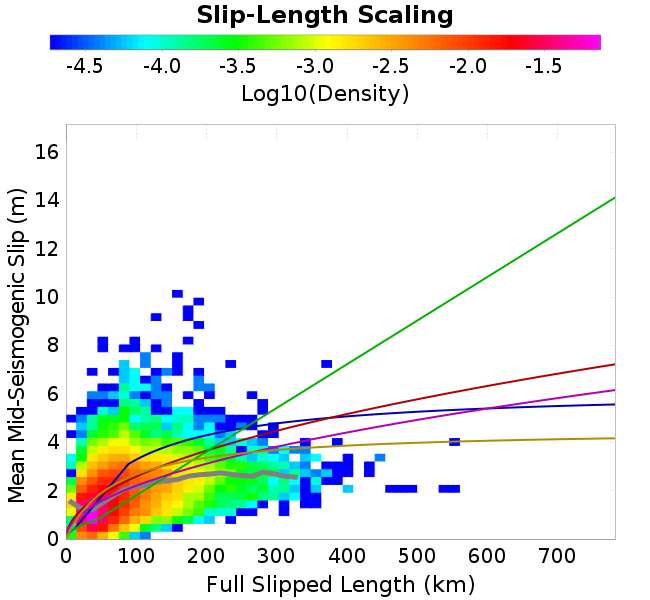 Slip-Length Scaling
-4.5 -4.0 -3.5 -3.0 -2.5 -2.0 -1.5
Log10(Density)
16
14
12
10
8
6
4
2
0
Mean Mid-Seismogenic Slip (m)
0 100 200 300 400 500 600 700
Full Slipped Length (km)